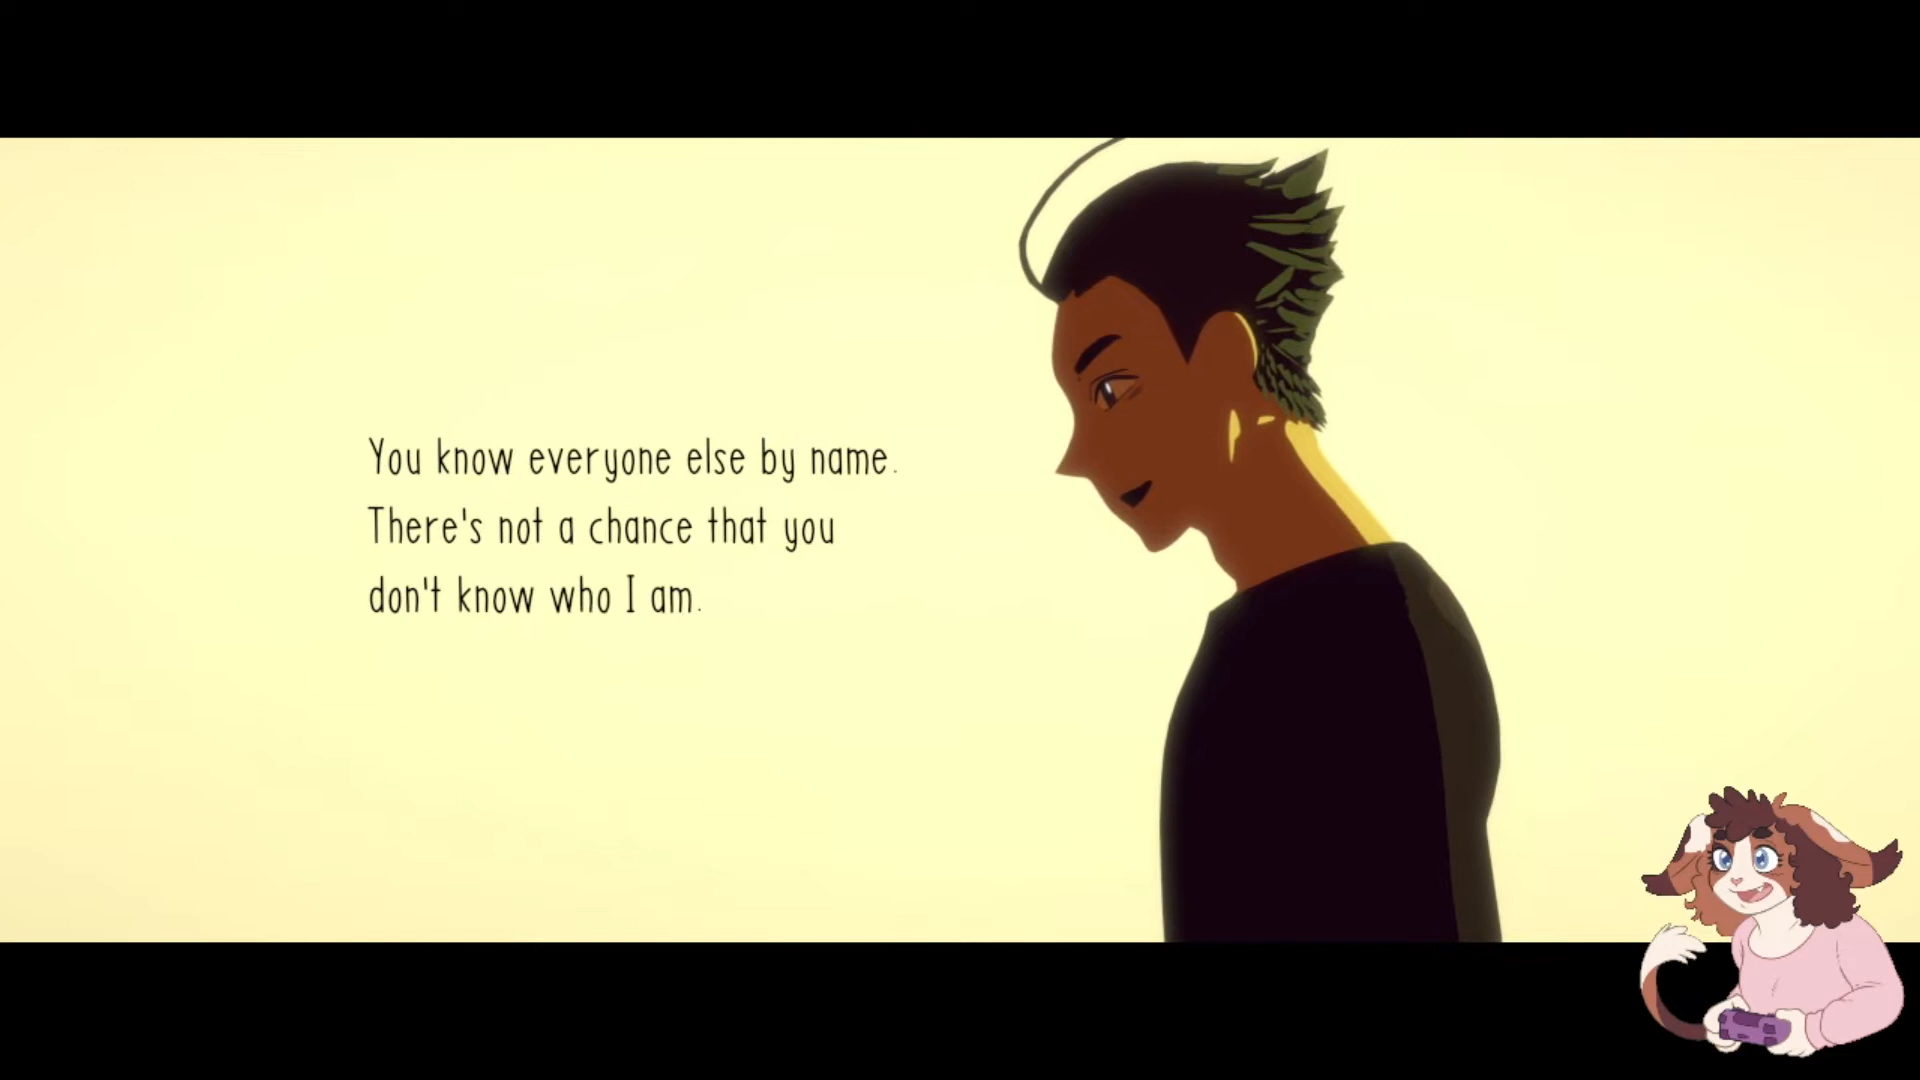 You know everyone else by name.
There's not a chance that you
don't know who I am.